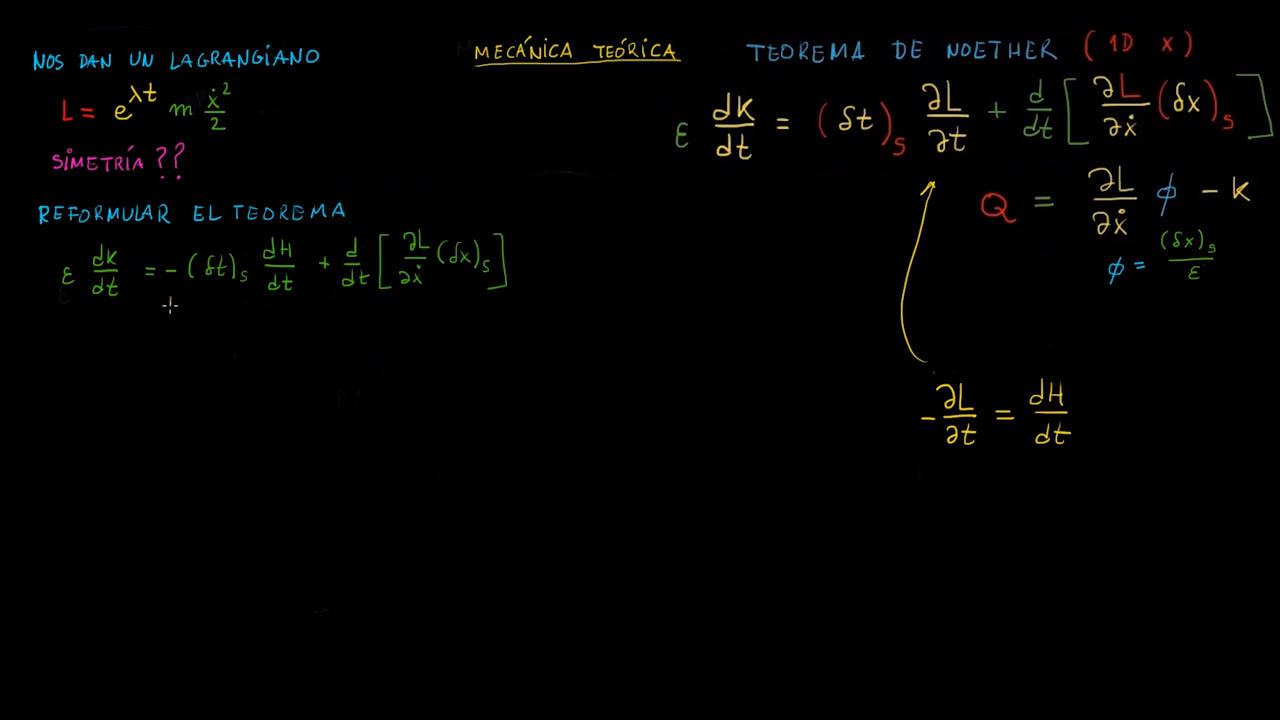 MECÁNICA TEÓRICA
NOS DAN UN LAGRANGIANO
L = e^{λt} m ẋ²/2
SIMETRÍA ??
REFORMULAR EL TEOREMA
ε dK/dt = - (δt)_s dH/dt + d/dt [ ∂L/∂ẋ (δx)_s ]
TEOREMA DE NOETHER ( 1D x )
ε dK/dt = (δt)_s ∂L/∂t + d/dt [ ∂L/∂ẋ (δx)_s ]
Q = ∂L/∂ẋ ϕ - K
ϕ = (δx)_s/ε
- ∂L/∂t = dH/dt